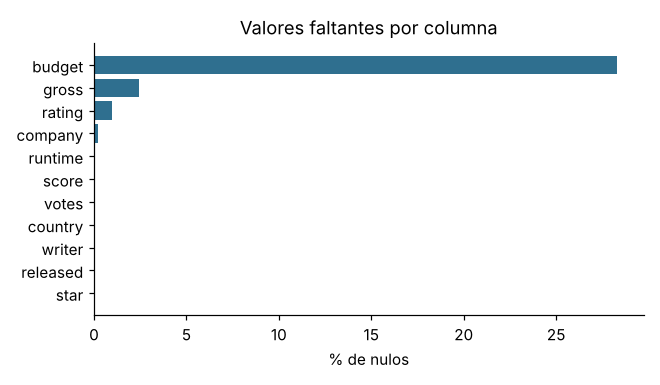 Valores faltantes por columna
budget
gross
rating
company
runtime
score
votes
country
writer
released
star
0 5 10 15 20 25
% de nulos